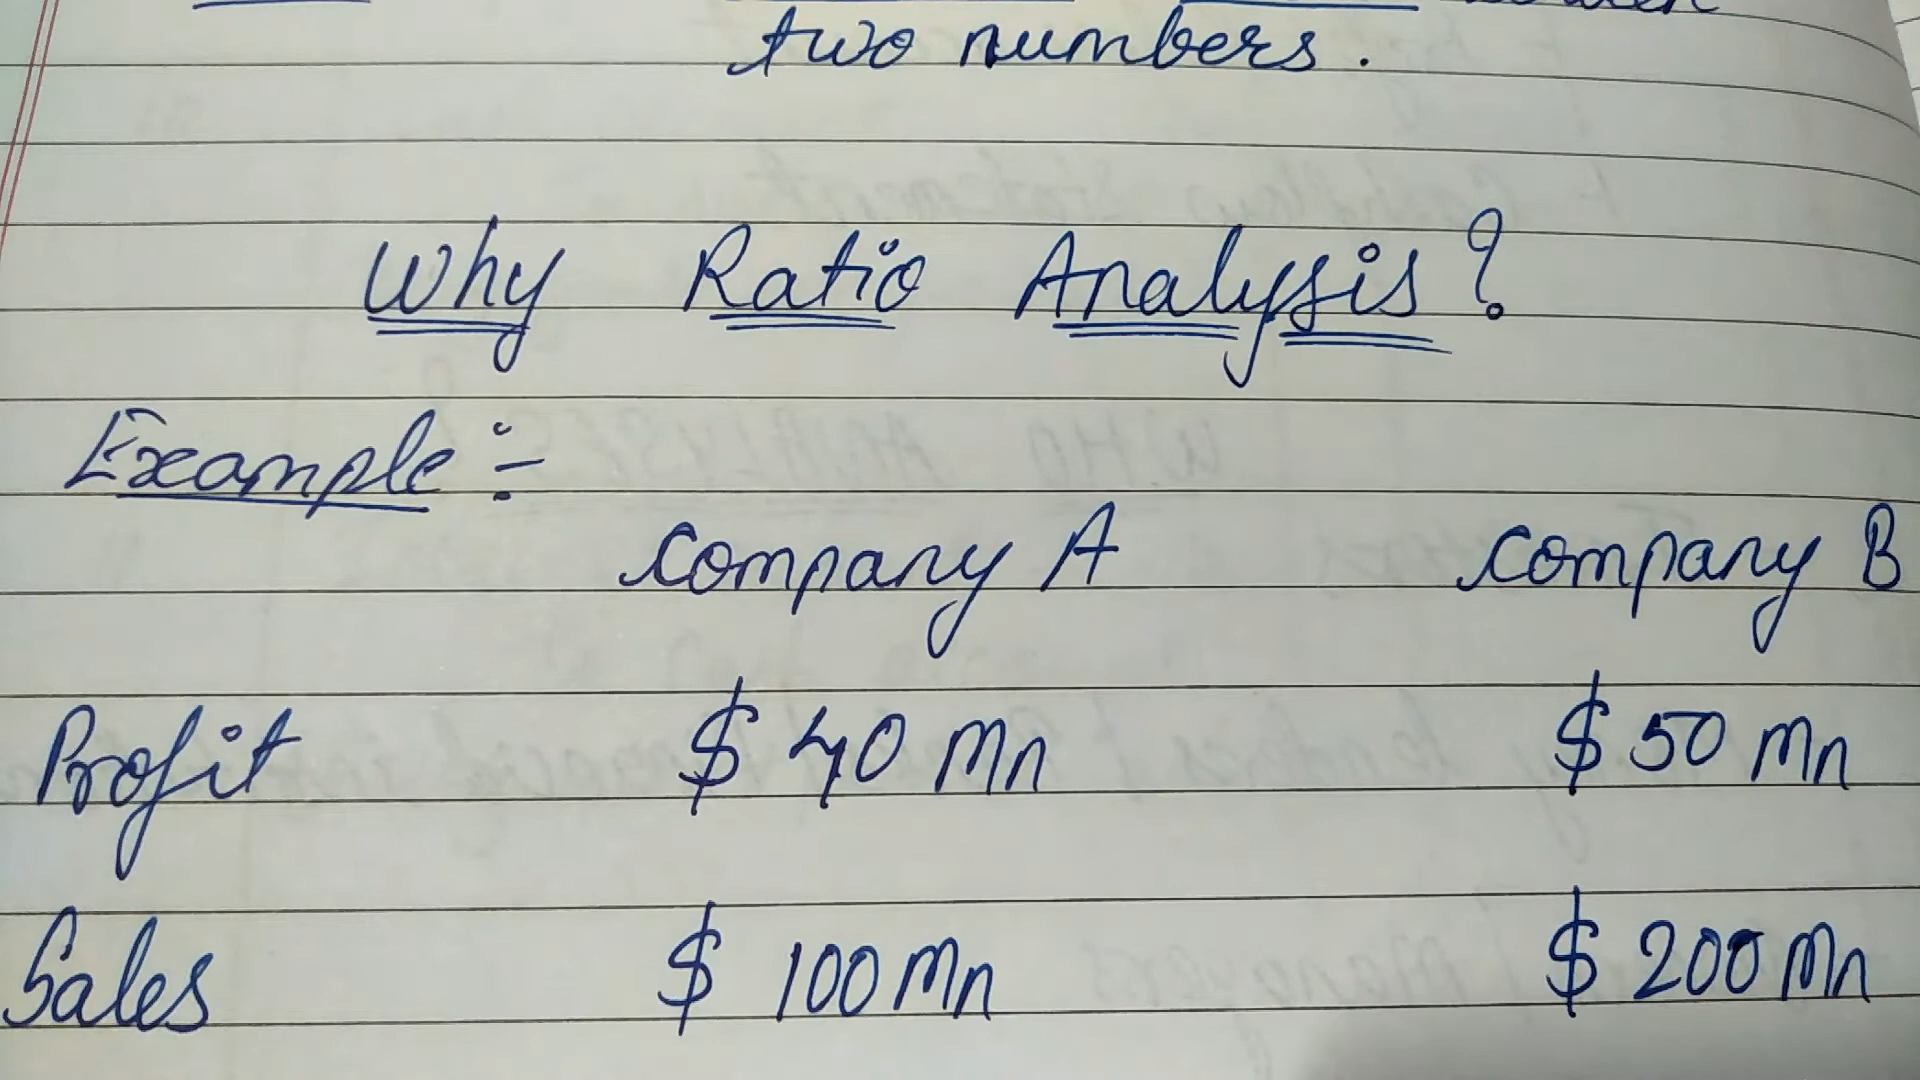 two numbers.
Why Ratio Analysis?
Example :-
Company A Company B
Profit $ 40 Mn $ 50 Mn
Sales $ 100 Mn $ 200 Mn